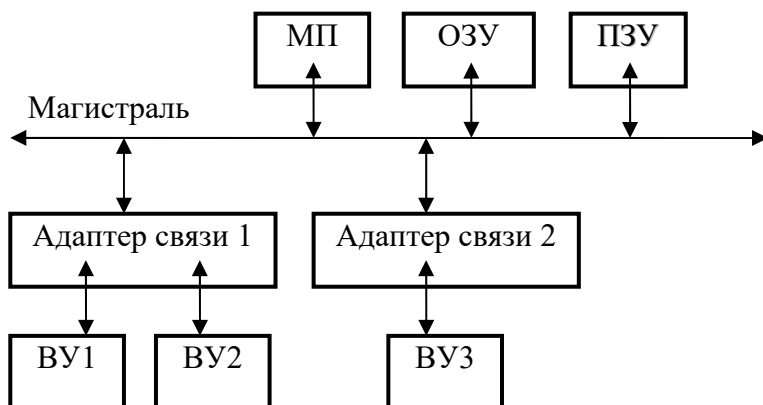 МП ОЗУ ПЗУ
Магистраль
Адаптер связи 1 Адаптер связи 2
ВУ1 ВУ2 ВУ3